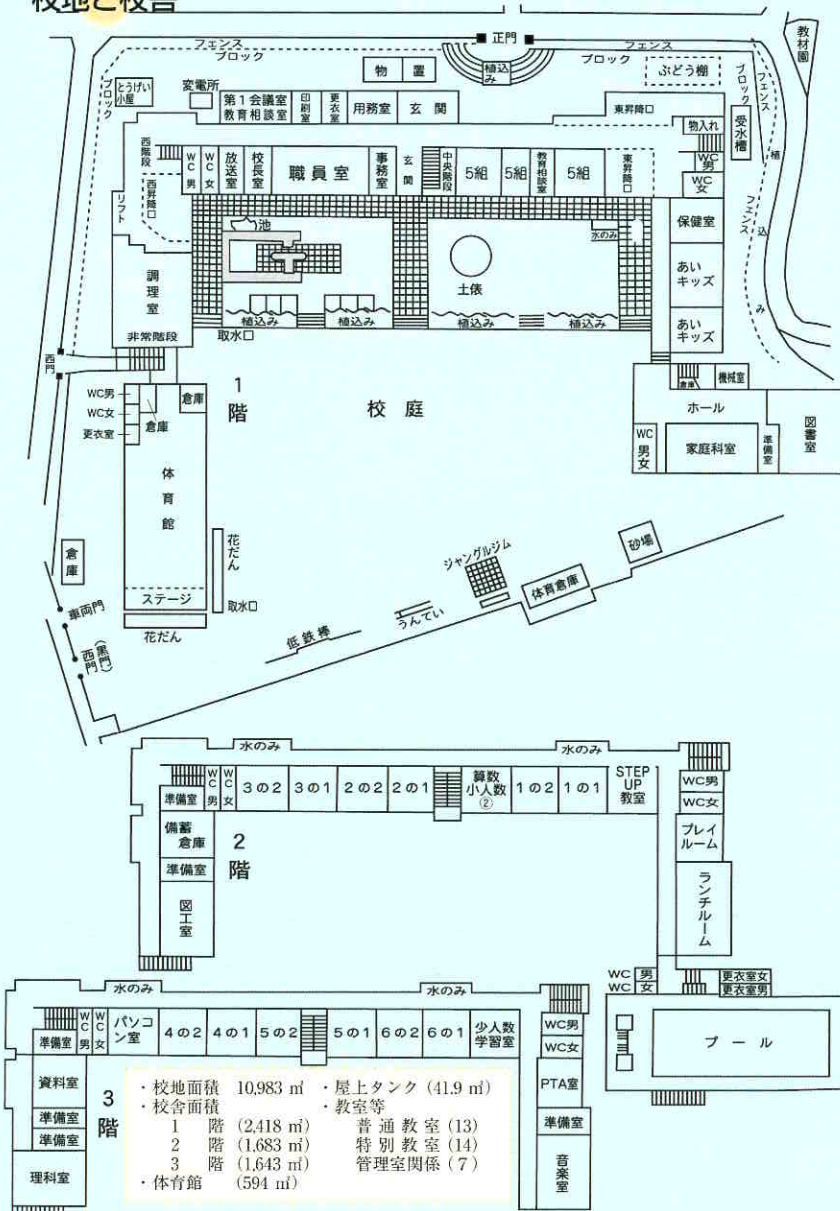 校地と校舎
正門
フェンス
ブロック
フェンス
ブロック
植込み
物置
ぶどう棚
教材園
ブロック
フェンス
ブロック
とうげい小屋
変電所
第1会議室
教育相談室
印刷室
更衣室
用務室
玄関
東昇降口
物入れ
受水槽
植込み
フェンス
西階段
WC男
WC女
放送室
校長室
職員室
事務室
玄関
中央階段
5組
5組
教育相談室
5組
東昇降口
WC男
WC女
リフト
西昇降口
池
土俵
水のみ
保健室
あいキッズ
あいキッズ
調理室
非常階段
植込み
植込み
植込み
植込み
取水口
西門
1階
校庭
WC男
WC女
更衣室
倉庫
倉庫
体育館
ステージ
花だん
花だん
取水口
倉庫
機械室
ホール
WC男女
家庭科室
準備室
図書室
倉庫
車両門
西門(黒門)
低鉄棒
うんてい
ジャングルジム
体育倉庫
砂場
水のみ
水のみ
準備室
WC男
WC女
3の2
3の1
2の2
2の1
算数小人数②
1の2
1の1
STEP UP 教室
WC男
WC女
プレイルーム
ランチルーム
備蓄倉庫
準備室
図工室
2階
WC男
WC女
更衣室女
更衣室男
プール
水のみ
水のみ
準備室
WC男
WC女
パソコン室
4の2
4の1
5の2
5の1
6の2
6の1
少人数学習室
WC男
WC女
PTA室
準備室
音楽室
資料室
準備室
準備室
理科室
3階
・校地面積 10,983㎡ ・屋上タンク (41.9㎡)
・校舎面積 ・教室等
1 階 (2,418㎡) 普通教室 (13)
2 階 (1,683㎡) 特別教室 (14)
3 階 (1,643㎡) 管理室関係 (7)
・体育館 (594㎡)